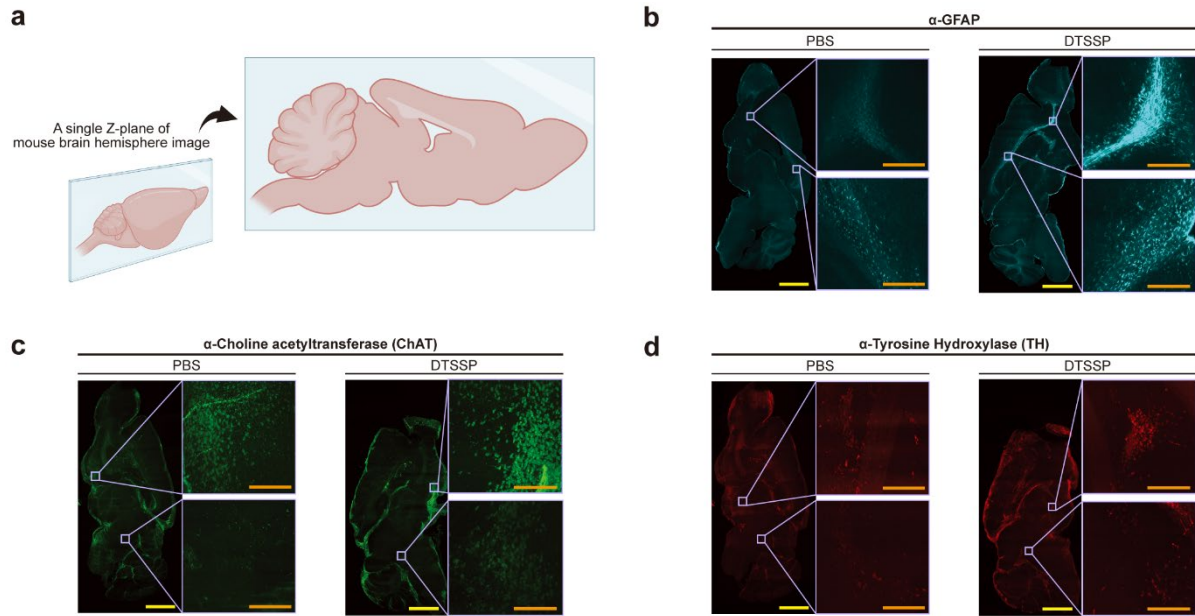 a
A single Z-plane of
mouse brain hemisphere image
b
α-GFAP
PBS
DTSSP
c
α-Choline acetyltransferase (ChAT)
PBS
DTSSP
d
α-Tyrosine Hydroxylase (TH)
PBS
DTSSP